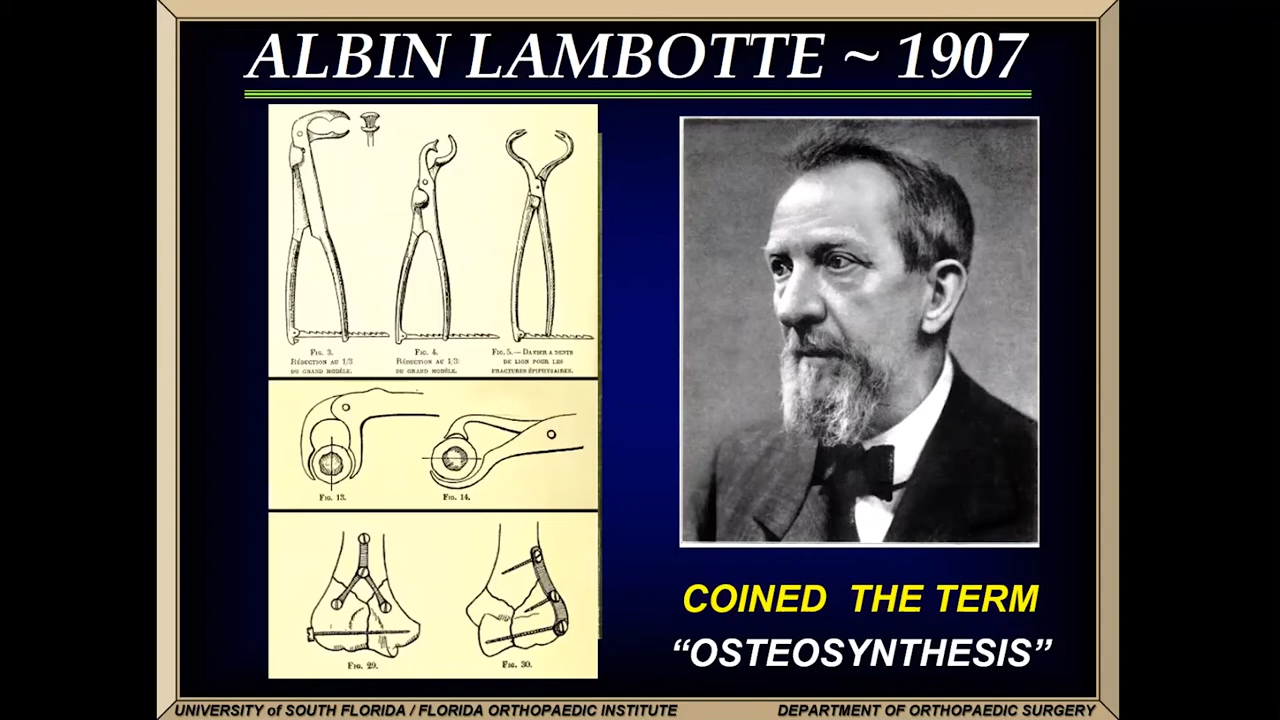 ALBIN LAMBOTTE ~ 1907
FIG. 3.
RÉDUCTION AU 1/3
DU GRAND MODÈLE.
FIG. 4.
RÉDUCTION AU 1/3
DU GRAND MODÈLE.
FIG. 5. — DAVIER A DENTS
DE LION POUR LES
FRACTURES ÉPIPHYSAIRES.
FIG. 13.
FIG. 14.
FIG. 29.
FIG. 30.
COINED THE TERM
“OSTEOSYNTHESIS”
UNIVERSITY of SOUTH FLORIDA / FLORIDA ORTHOPAEDIC INSTITUTE
DEPARTMENT OF ORTHOPAEDIC SURGERY